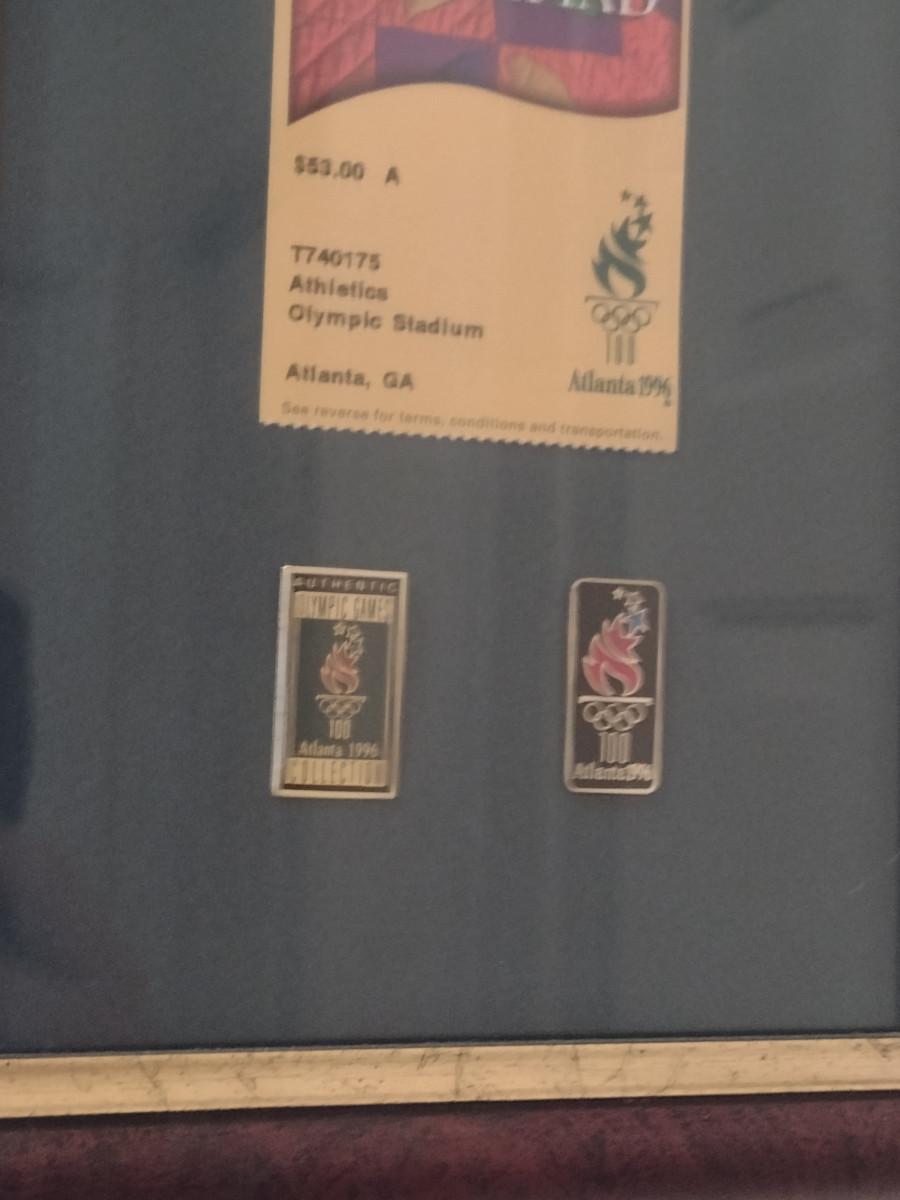 $53.00 A
T740175
Athletics
Olympic Stadium
Atlanta, GA
100
Atlanta 1996
See reverse for terms, conditions and transportation.
AUTHENTIC
OLYMPIC GAMES
100
Atlanta 1996
COLLECTION
100
Atlanta 1996